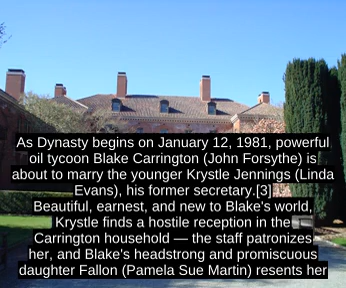 As Dynasty begins on January 12, 1981, powerful
oil tycoon Blake Carrington (John Forsythe) is
about to marry the younger Krystle Jennings (Linda
Evans), his former secretary.[3]
Beautiful, earnest, and new to Blake's world,
Krystle finds a hostile reception in the
Carrington household — the staff patronizes
her, and Blake's headstrong and promiscuous
daughter Fallon (Pamela Sue Martin) resents her